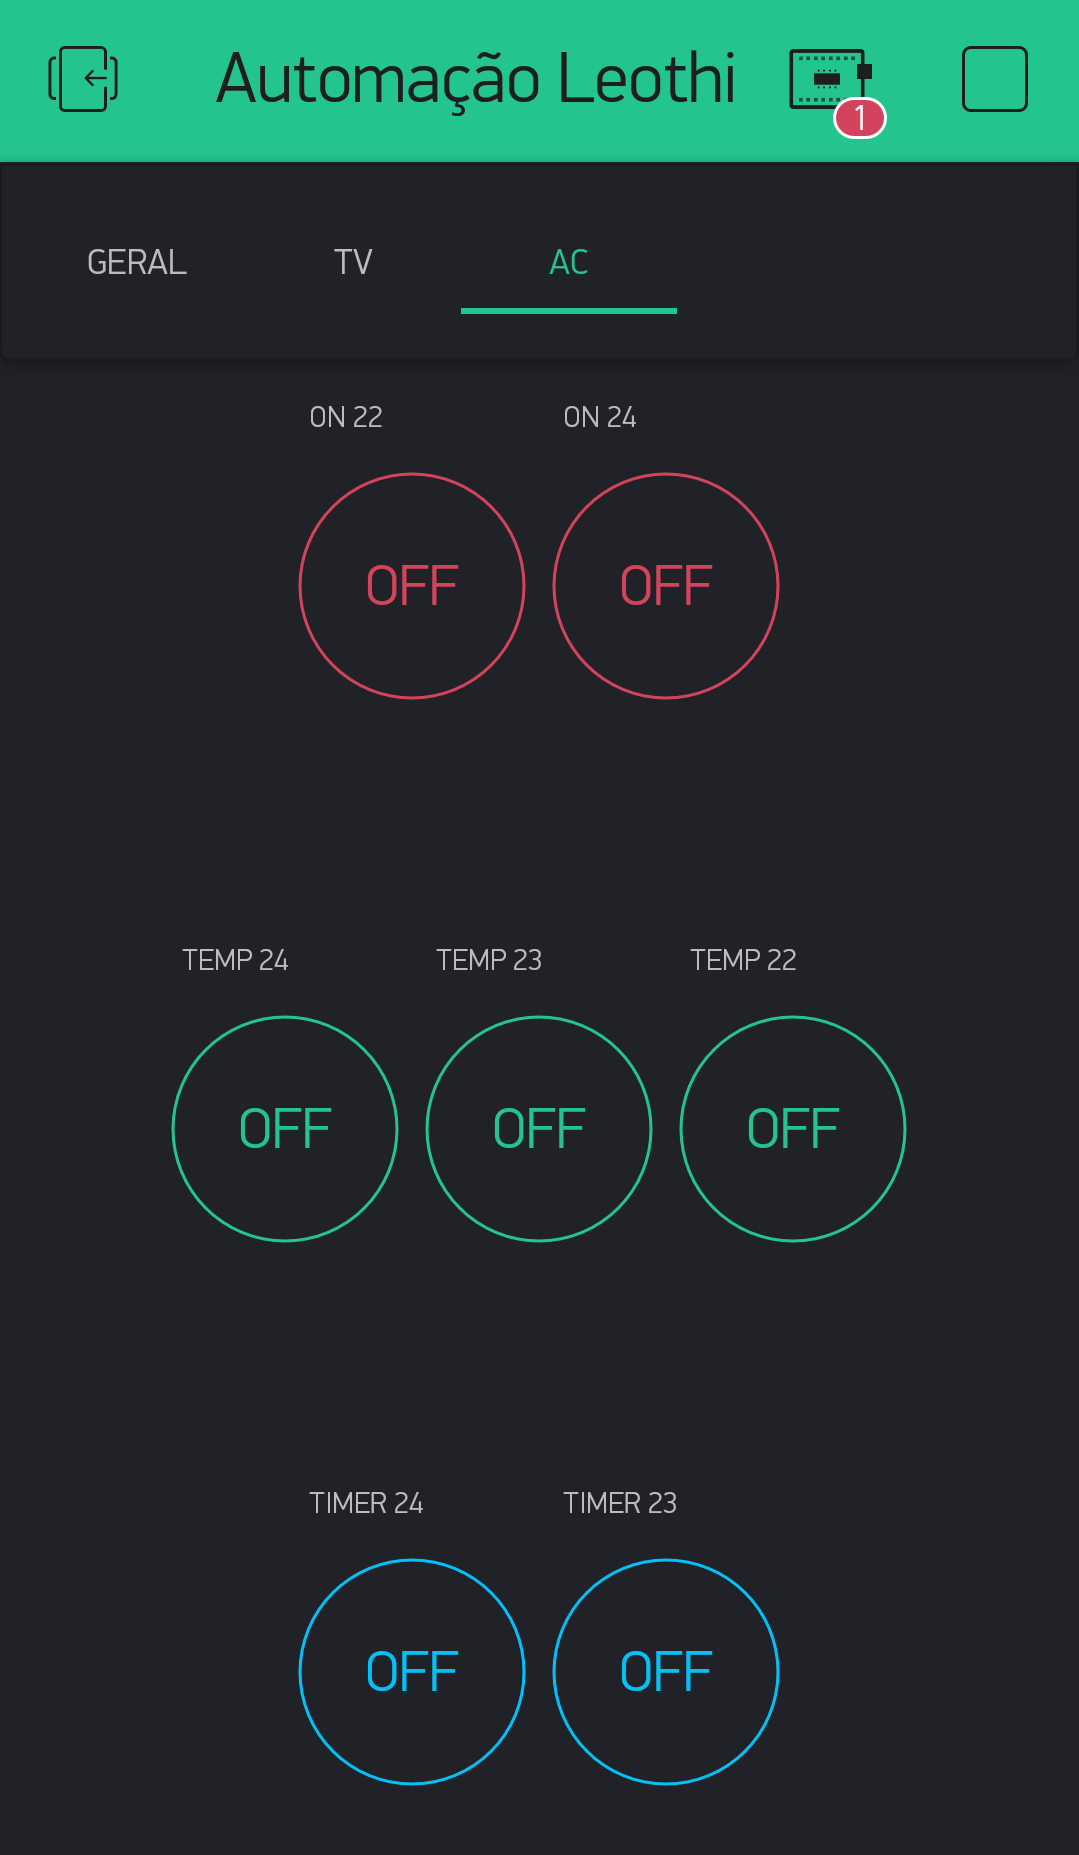 Automação Leothi
1
GERAL TV AC
ON 22 ON 24
OFF OFF
TEMP 24 TEMP 23 TEMP 22
OFF OFF OFF
TIMER 24 TIMER 23
OFF OFF